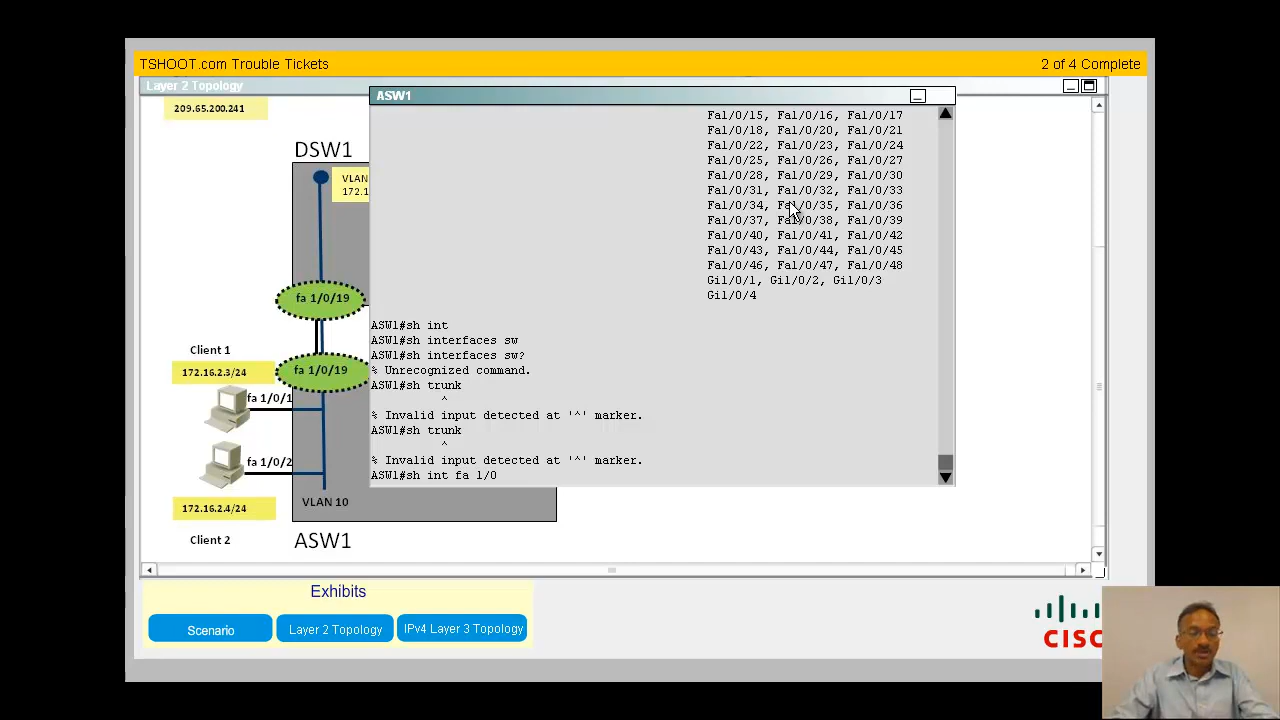 TSHOOT.com Trouble Tickets
2 of 4 Complete
Layer 2 Topology
209.65.200.241
DSW1
VLAN
172.1
fa 1/0/19
Client 1
172.16.2.3/24
fa 1/0/19
fa 1/0/1
fa 1/0/2
VLAN 10
172.16.2.4/24
Client 2
ASW1
ASW1
Fa1/0/15, Fa1/0/16, Fa1/0/17
Fa1/0/18, Fa1/0/20, Fa1/0/21
Fa1/0/22, Fa1/0/23, Fa1/0/24
Fa1/0/25, Fa1/0/26, Fa1/0/27
Fa1/0/28, Fa1/0/29, Fa1/0/30
Fa1/0/31, Fa1/0/32, Fa1/0/33
Fa1/0/34, Fa1/0/35, Fa1/0/36
Fa1/0/37, Fa1/0/38, Fa1/0/39
Fa1/0/40, Fa1/0/41, Fa1/0/42
Fa1/0/43, Fa1/0/44, Fa1/0/45
Fa1/0/46, Fa1/0/47, Fa1/0/48
Gi1/0/1, Gi1/0/2, Gi1/0/3
Gi1/0/4
ASW1#sh int
ASW1#sh interfaces sw
ASW1#sh interfaces sw?
% Unrecognized command.
ASW1#sh trunk
^
% Invalid input detected at '^' marker.
ASW1#sh trunk
^
% Invalid input detected at '^' marker.
ASW1#sh int fa 1/0
Exhibits
Scenario
Layer 2 Topology
IPv4 Layer 3 Topology
CISC